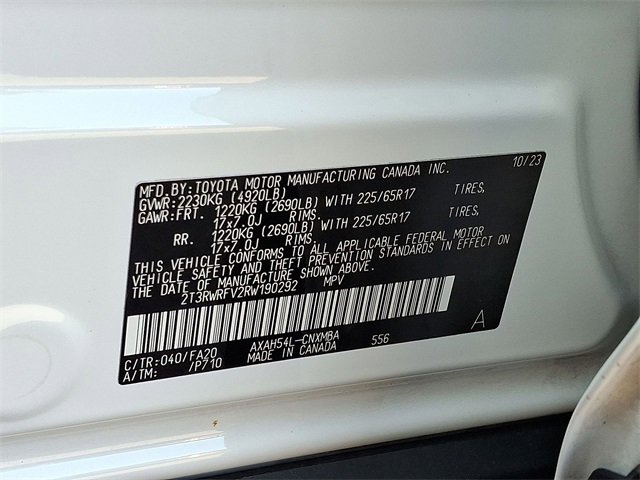 MFD.BY:TOYOTA MOTOR MANUFACTURING CANADA INC. 10/23
GVWR:2230KG (4920LB)
GAWR:FRT. 1220KG (2690LB) WITH 225/65R17 TIRES,
17X7.0J RIMS.
RR. 1220KG (2690LB) WITH 225/65R17 TIRES,
17X7.0J RIMS.
THIS VEHICLE CONFORMS TO ALL APPLICABLE FEDERAL MOTOR
VEHICLE SAFETY AND THEFT PREVENTION STANDARDS IN EFFECT ON
THE DATE OF MANUFACTURE SHOWN ABOVE.
2T3RWRFV2RW190292 MPV
A
C/TR:040/FA20 AXAH54L-CNXMBA 556
A/TM: /P710 MADE IN CANADA